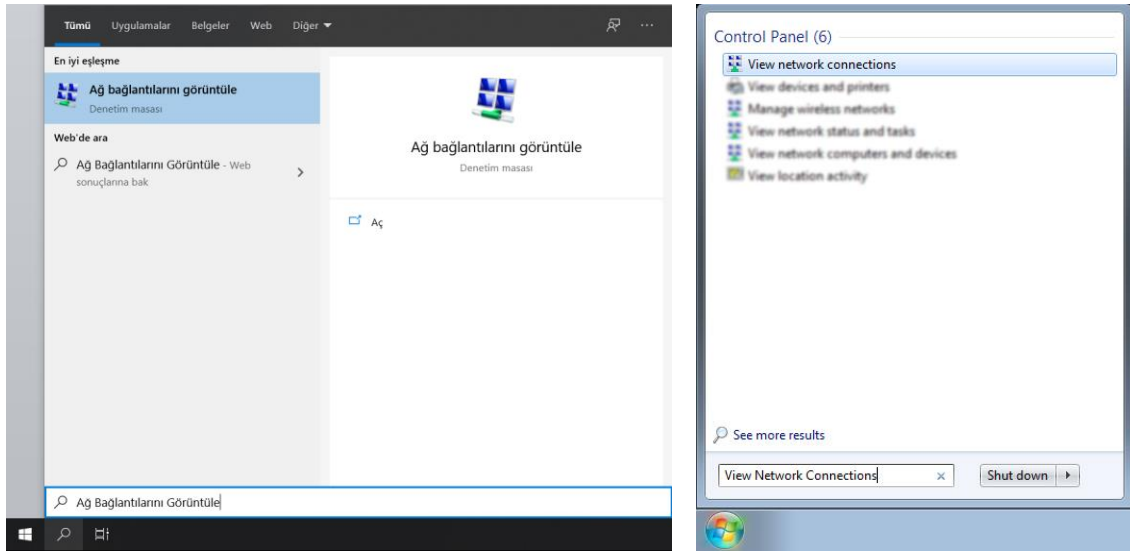 Tümü Uygulamalar Belgeler Web Diğer
En iyi eşleşme
Ağ bağlantılarını görüntüle
Denetim masası
Web'de ara
Ağ Bağlantılarını Görüntüle - Web
sonuçlarına bak
Ağ bağlantılarını görüntüle
Denetim masası
Aç
Ağ Bağlantılarını Görüntüle
Control Panel (6)
View network connections
View devices and printers
Manage wireless networks
View network status and tasks
View network computers and devices
View location activity
See more results
View Network Connections
Shut down